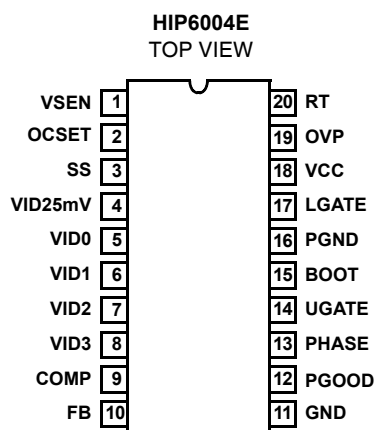 HIP6004E
TOP VIEW
VSEN 1 20 RT
OCSET 2 19 OVP
SS 3 18 VCC
VID25mV 4 17 LGATE
VID0 5 16 PGND
VID1 6 15 BOOT
VID2 7 14 UGATE
VID3 8 13 PHASE
COMP 9 12 PGOOD
FB 10 11 GND